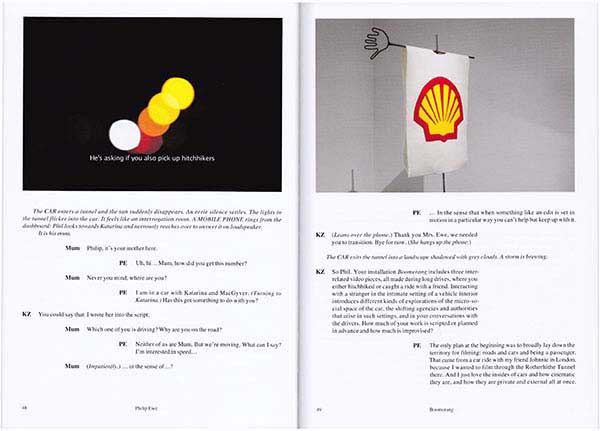 He's asking if you also pick up hitchhikers
The CAR enters a tunnel and the sun suddenly disappears. An eerie silence settles. The lights in
the tunnel flicker into the car. It feels like an interrogation room. A MOBILE PHONE rings from the
dashboard: Phil looks towards Katarina and nervously reaches over to answer it on loudspeaker.
It is his mum.
Mum Philip, it's your mother here.
PE Uh, hi… Mum, how did you get this number?
Mum Never you mind, where are you?
PE I am in a car with Katarina and MacGyver. (Turning to
Katarina.) Has this got something to do with you?
KZ You could say that I wrote her into the script.
Mum Which one of you is driving? Why are you on the road?
PE Neither of us are Mum. But we're moving. What can I say?
I'm interested in speed…
Mum (Impatiently.) … in the sense of…?
48
Philip Ewe
PE … In the sense that when something like an edit is set in
motion in a particular way you can't help but keep up with it.
KZ (Leans over the phone.) Thank you Mrs. Ewe, we needed
you to transition. Bye for now. (She hangs up the phone.)
The CAR exits the tunnel into a landscape shadowed with grey clouds. A storm is brewing.
KZ So Phil. Your installation Boomerang includes three inter-
related video pieces, all made during long drives, where you
either hitchhiked or caught a ride with a friend. Interacting
with a stranger in the intimate setting of a vehicle interior
introduces different kinds of explorations of the micro-so-
cial space of the car, the shifting agencies and authorities
that arise in such settings, and in your conversations with
the drivers. How much of your work is scripted or planned
in advance and how much is improvised?
PE The only plan at the beginning was to broadly lay down the
territory for filming: roads and cars and being a passenger.
That came from a car ride with my friend Johnnie in London,
because I wanted to film through the Rotherhithe Tunnel
there. And I just love the insides of cars and how cinematic
they are, and how they are private and external all at once.
49
Boomerang